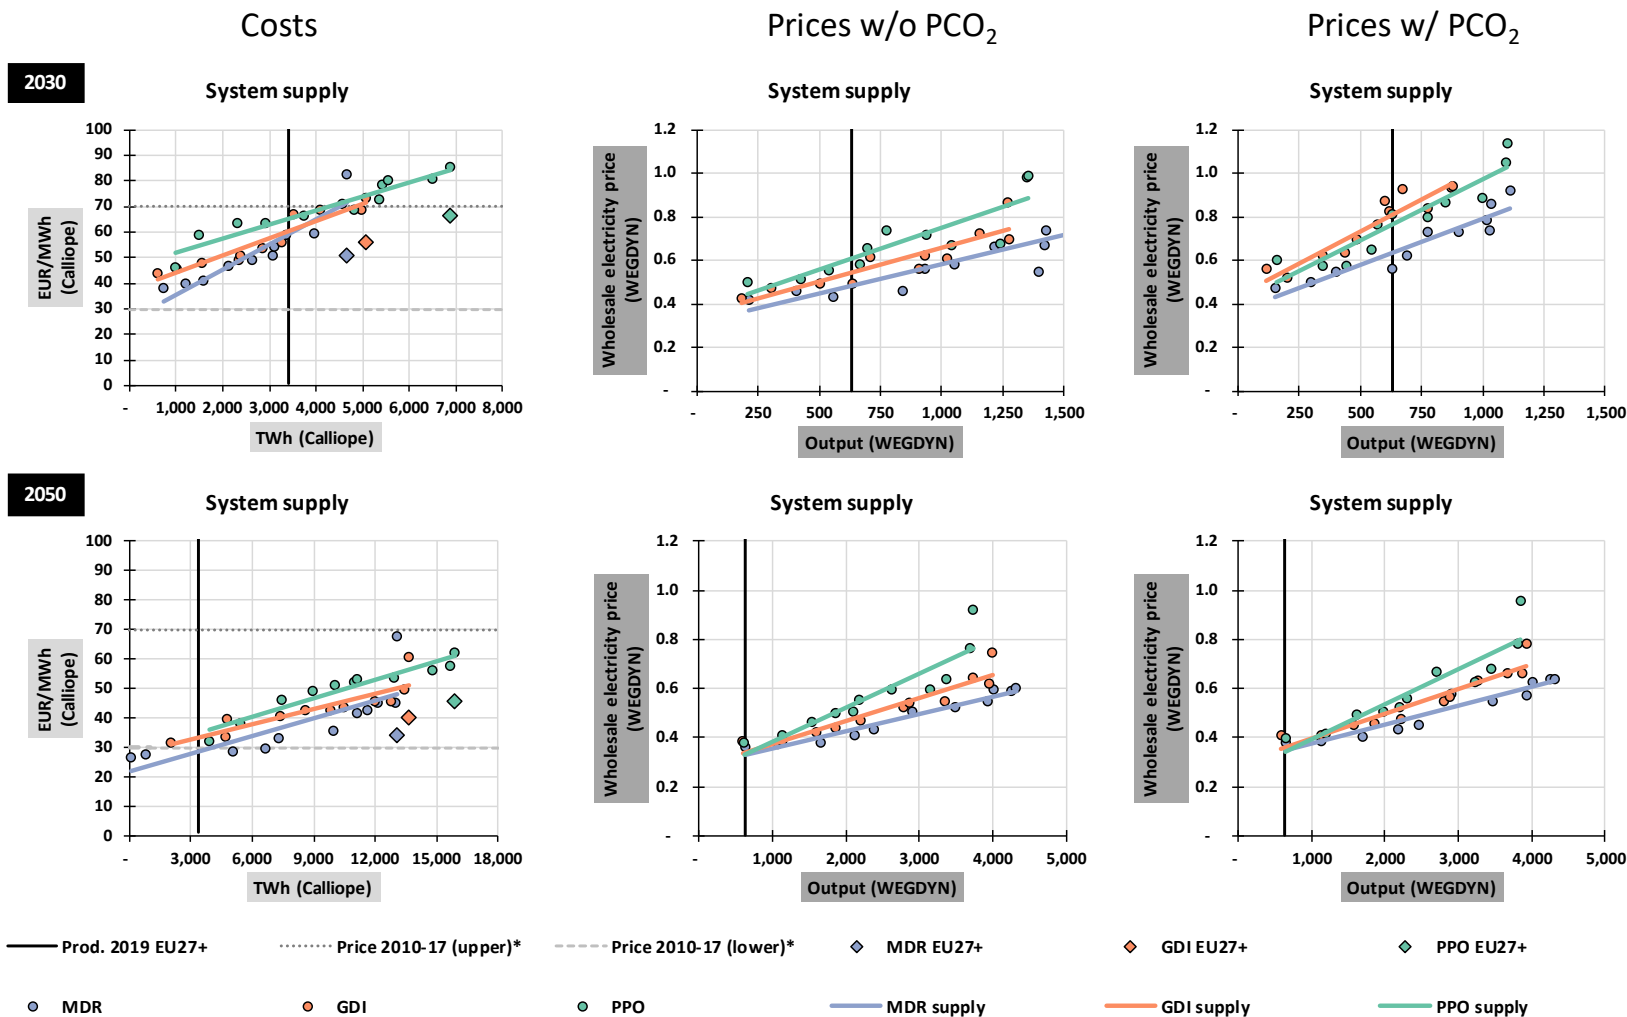 Costs
Prices w/o PCO2
Prices w/ PCO2
2030
System supply
System supply
System supply
EUR/MWh
(Calliope)
100
90
80
70
60
50
40
30
20
10
0
- 1,000 2,000 3,000 4,000 5,000 6,000 7,000 8,000
TWh (Calliope)
Wholesale electricity price
(WEGDYN)
1.2
1.0
0.8
0.6
0.4
0.2
-
- 250 500 750 1,000 1,250 1,500
Output (WEGDYN)
Wholesale electricity price
(WEGDYN)
1.2
1.0
0.8
0.6
0.4
0.2
-
- 250 500 750 1,000 1,250 1,500
Output (WEGDYN)
2050
System supply
System supply
System supply
EUR/MWh
(Calliope)
100
90
80
70
60
50
40
30
20
10
0
- 3,000 6,000 9,000 12,000 15,000 18,000
TWh (Calliope)
Wholesale electricity price
(WEGDYN)
1.2
1.0
0.8
0.6
0.4
0.2
-
- 1,000 2,000 3,000 4,000 5,000
Output (WEGDYN)
Wholesale electricity price
(WEGDYN)
1.2
1.0
0.8
0.6
0.4
0.2
-
- 1,000 2,000 3,000 4,000 5,000
Output (WEGDYN)
Prod. 2019 EU27+
Price 2010-17 (upper)*
Price 2010-17 (lower)*
MDR EU27+
GDI EU27+
PPO EU27+
MDR
GDI
PPO
MDR supply
GDI supply
PPO supply